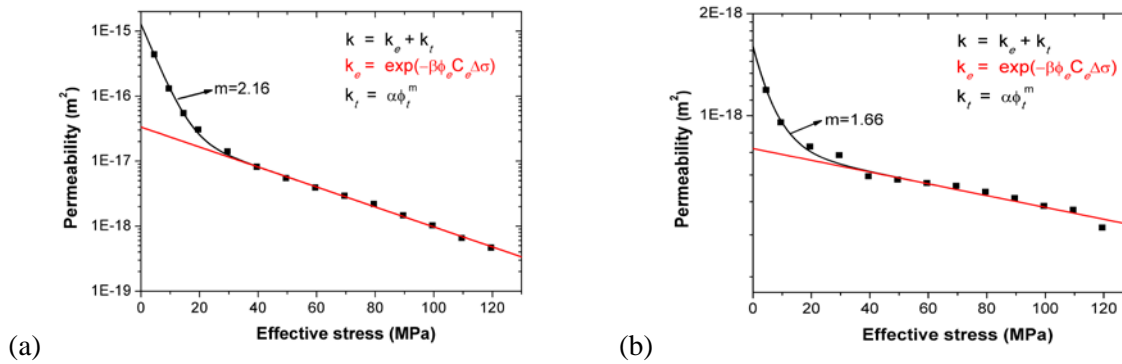 1E-15
1E-16
1E-17
1E-18
1E-19
Permeability (m²)
k = kₑ + kₜ
kₑ = exp(-βϕₑCₑΔσ)
kₜ = αϕₜᵐ
m=2.16
0 20 40 60 80 100 120
Effective stress (MPa)
(a)
2E-18
1E-18
Permeability (m²)
k = kₑ + kₜ
kₑ = exp(-βϕₑCₑΔσ)
kₜ = αϕₜᵐ
m=1.66
0 20 40 60 80 100 120
Effective stress (MPa)
(b)